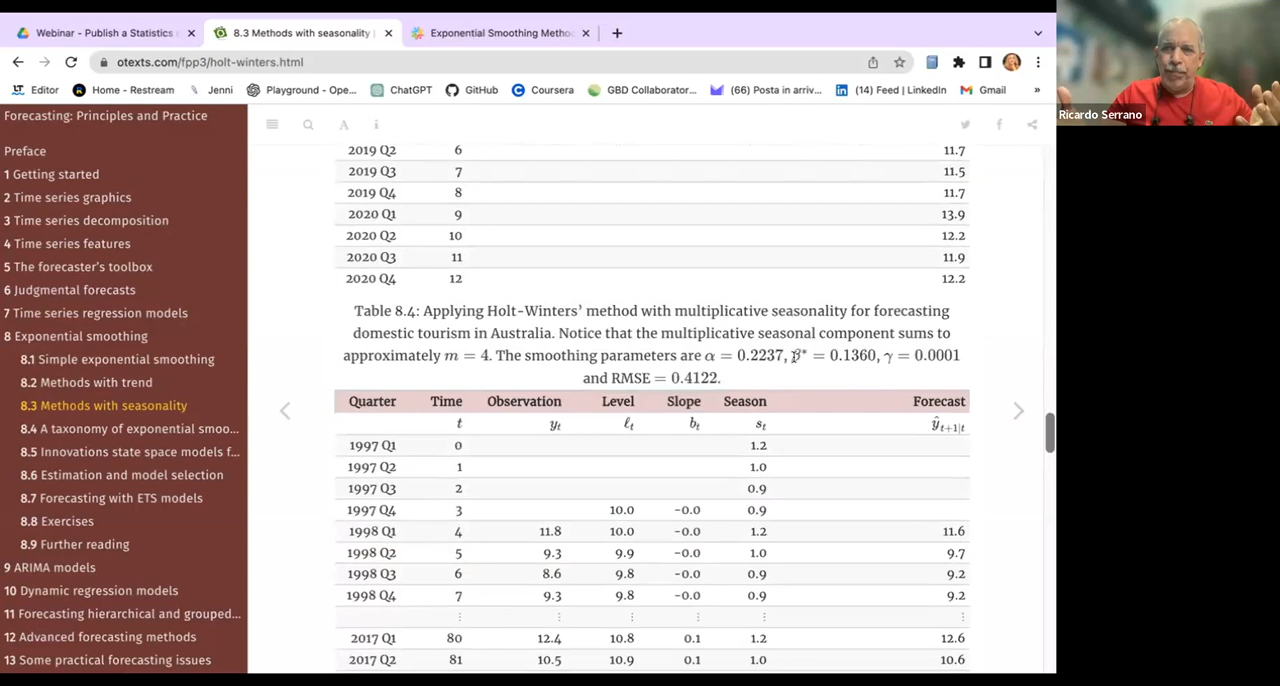 Webinar - Publish a Statistics
8.3 Methods with seasonality |
Exponential Smoothing Metho...
otexts.com/fpp3/holt-winters.html
Editor Home - Restream Jenni Playground - Ope... ChatGPT GitHub Coursera GBD Collaborator... (66) Posta in arriv... (14) Feed | LinkedIn Gmail »
Ricardo Serrano
Forecasting: Principles and Practice
Preface
1 Getting started
2 Time series graphics
3 Time series decomposition
4 Time series features
5 The forecaster's toolbox
6 Judgmental forecasts
7 Time series regression models
8 Exponential smoothing
8.1 Simple exponential smoothing
8.2 Methods with trend
8.3 Methods with seasonality
8.4 A taxonomy of exponential smoo...
8.5 Innovations state space models f...
8.6 Estimation and model selection
8.7 Forecasting with ETS models
8.8 Exercises
8.9 Further reading
9 ARIMA models
10 Dynamic regression models
11 Forecasting hierarchical and grouped...
12 Advanced forecasting methods
13 Some practical forecasting issues
2019 Q2 6 11.7
2019 Q3 7 11.5
2019 Q4 8 11.7
2020 Q1 9 13.9
2020 Q2 10 12.2
2020 Q3 11 11.9
2020 Q4 12 12.2
Table 8.4: Applying Holt-Winters' method with multiplicative seasonality for forecasting
domestic tourism in Australia. Notice that the multiplicative seasonal component sums to
approximately m = 4. The smoothing parameters are α = 0.2237, β* = 0.1360, γ = 0.0001
and RMSE = 0.4122.
Quarter Time Observation Level Slope Season Forecast
t yₜ ℓₜ bₜ sₜ ŷₜ₊₁|ₜ
1997 Q1 0 1.2
1997 Q2 1 1.0
1997 Q3 2 0.9
1997 Q4 3 10.0 -0.0 0.9
1998 Q1 4 11.8 10.0 -0.0 1.2 11.6
1998 Q2 5 9.3 9.9 -0.0 1.0 9.7
1998 Q3 6 8.6 9.8 -0.0 0.9 9.2
1998 Q4 7 9.3 9.8 -0.0 0.9 9.2
⋮ ⋮ ⋮ ⋮ ⋮ ⋮
2017 Q1 80 12.4 10.8 0.1 1.2 12.6
2017 Q2 81 10.5 10.9 0.1 1.0 10.6